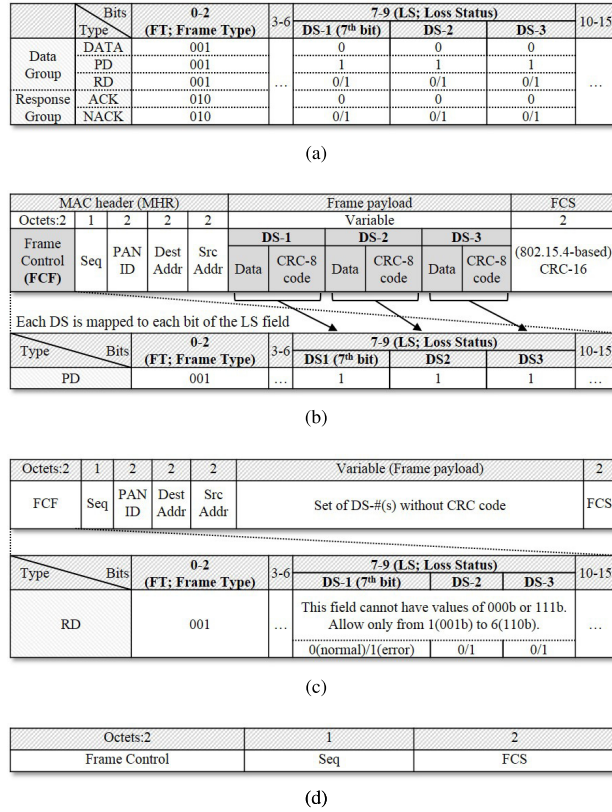 Bits
Type
0-2
(FT; Frame Type)
3-6
7-9 (LS; Loss Status)
10-15
DS-1 (7th bit) DS-2 DS-3
Data Group
DATA 001 0 0 0
PD 001 1 1 1
RD 001 ... 0/1 0/1 0/1 ...
Response Group
ACK 010 0 0 0
NACK 010 0/1 0/1 0/1
(a)
MAC header (MHR) Frame payload FCS
Octets:2 1 2 2 2 Variable 2
Frame Control (FCF)
Seq
PAN ID
Dest Addr
Src Addr
DS-1 DS-2 DS-3
Data CRC-8 code Data CRC-8 code Data CRC-8 code
(802.15.4-based) CRC-16
Each DS is mapped to each bit of the LS field
Type Bits
0-2
(FT; Frame Type)
3-6
7-9 (LS; Loss Status)
10-15
DS1 (7th bit) DS2 DS3
PD 001 ... 1 1 1 ...
(b)
Octets:2 1 2 2 2 Variable (Frame payload) 2
FCF
Seq
PAN ID
Dest Addr
Src Addr
Set of DS-#(s) without CRC code
FCS
Type Bits
0-2
(FT; Frame Type)
3-6
7-9 (LS; Loss Status)
10-15
DS-1 (7th bit) DS-2 DS-3
RD 001 ...
This field cannot have values of 000b or 111b.
Allow only from 1(001b) to 6(110b).
...
0(normal)/1(error) 0/1 0/1
(c)
Octets:2 1 2
Frame Control Seq FCS
(d)